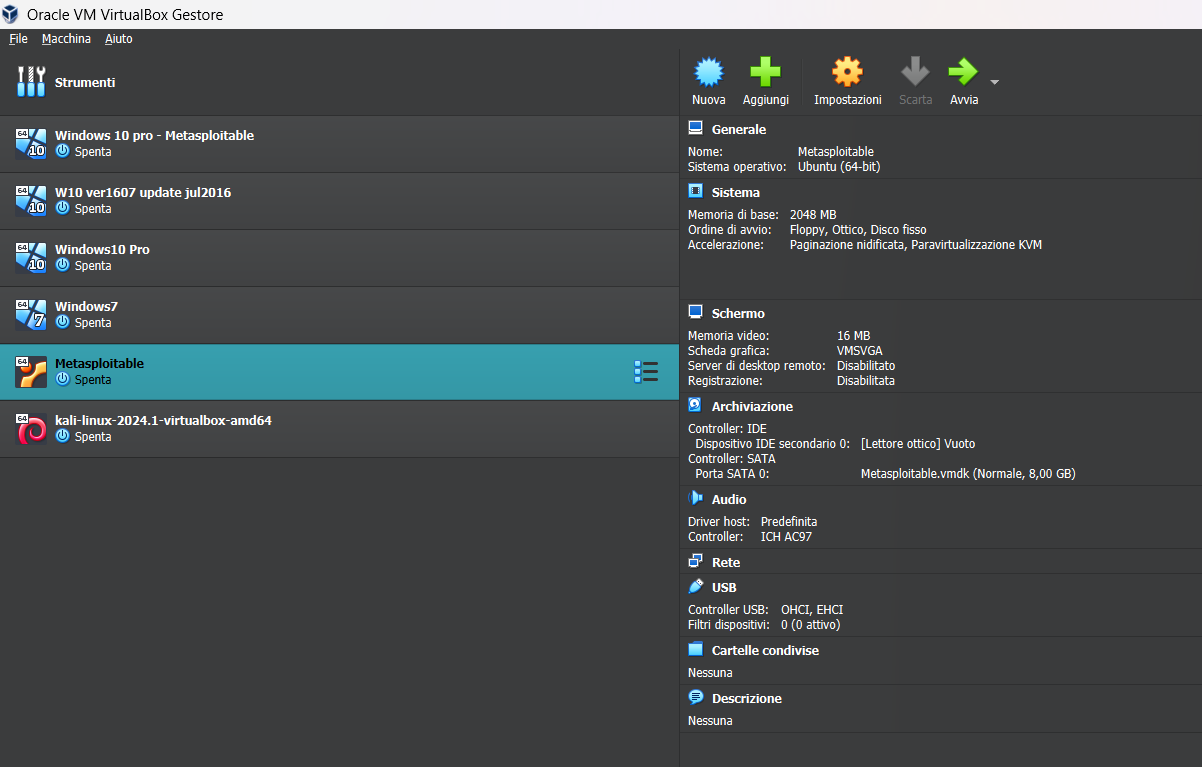 Oracle VM VirtualBox Gestore
File Macchina Aiuto
Strumenti
Nuova Aggiungi Impostazioni Scarta Avvia
64 10 Windows 10 pro - Metasploitable
Spenta
64 10 W10 ver1607 update jul2016
Spenta
64 10 Windows10 Pro
Spenta
64 7 Windows7
Spenta
64 Metasploitable
Spenta
64 kali-linux-2024.1-virtualbox-amd64
Spenta
Generale
Nome: Metasploitable
Sistema operativo: Ubuntu (64-bit)
Sistema
Memoria di base: 2048 MB
Ordine di avvio: Floppy, Ottico, Disco fisso
Accelerazione: Paginazione nidificata, Paravirtualizzazione KVM
Schermo
Memoria video: 16 MB
Scheda grafica: VMSVGA
Server di desktop remoto: Disabilitato
Registrazione: Disabilitata
Archiviazione
Controller: IDE
Dispositivo IDE secondario 0: [Lettore ottico] Vuoto
Controller: SATA
Porta SATA 0: Metasploitable.vmdk (Normale, 8,00 GB)
Audio
Driver host: Predefinita
Controller: ICH AC97
Rete
USB
Controller USB: OHCI, EHCI
Filtri dispositivi: 0 (0 attivo)
Cartelle condivise
Nessuna
Descrizione
Nessuna